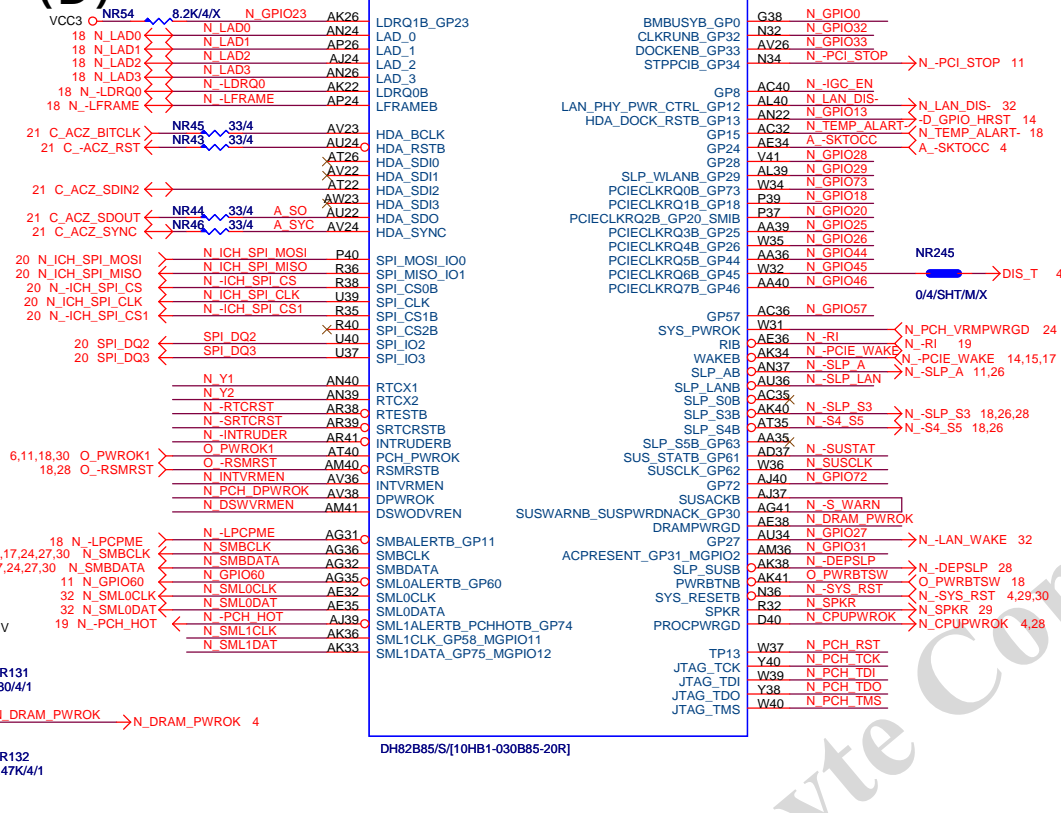 (D)
VCC3 NR54 8.2K/4/X N_GPIO23 AK26 LDRQ1B_GP23
18 N_LAD0 N_LAD0 AN24 LAD_0
18 N_LAD1 N_LAD1 AP26 LAD_1
18 N_LAD2 N_LAD2 AJ24 LAD_2
18 N_LAD3 N_LAD3 AN26 LAD_3
18 N_-LDRQ0 N_-LDRQ0 AK22 LDRQ0B
18 N_-LFRAME N_-LFRAME AP24 LFRAMEB
21 C_ACZ_BITCLK NR45 33/4 AV23 HDA_BCLK
21 C_-ACZ_RST NR43 33/4 AU24 HDA_RSTB
AT26 HDA_SDI0
AV22 HDA_SDI1
21 C_ACZ_SDIN2 AT22 HDA_SDI2
AW23 HDA_SDI3
21 C_ACZ_SDOUT NR44 33/4 A_SO AU22 HDA_SDO
21 C_ACZ_SYNC NR46 33/4 A_SYC AV24 HDA_SYNC
20 N_ICH_SPI_MOSI N_ICH_SPI_MOSI P40 SPI_MOSI_IO0
20 N_ICH_SPI_MISO N_ICH_SPI_MISO R36 SPI_MISO_IO1
20 N_-ICH_SPI_CS N_-ICH_SPI_CS R38 SPI_CS0B
20 N_ICH_SPI_CLK N_ICH_SPI_CLK U39 SPI_CLK
20 N_-ICH_SPI_CS1 N_-ICH_SPI_CS1 R35 SPI_CS1B
R40 SPI_CS2B
20 SPI_DQ2 SPI_DQ2 U40 SPI_IO2
20 SPI_DQ3 SPI_DQ3 U37 SPI_IO3
N_Y1 AN40 RTCX1
N_Y2 AN39 RTCX2
N_-RTCRST AR38 RTESTB
N_-SRTCRST AR39 SRTCRSTB
N_-INTRUDER AR41 INTRUDERB
6,11,18,30 O_PWROK1 O_PWROK1 AT40 PCH_PWROK
18,28 O_-RSMRST O_-RSMRST AM40 RSMRSTB
N_INTVRMEN AV36 INTVRMEN
N_PCH_DPWROK AV38 DPWROK
N_DSWVRMEN AM41 DSWODVREN
18 N_-LPCPME N_-LPCPME AG31 SMBALERTB_GP11
,17,24,27,30 N_SMBCLK N_SMBCLK AG36 SMBCLK
7,24,27,30 N_SMBDATA N_SMBDATA AK32 SMBDATA
11 N_GPIO60 N_GPIO60 AG35 SML0ALERTB_GP60
32 N_SML0CLK N_SML0CLK AE32 SML0CLK
32 N_SML0DAT N_SML0DAT AE35 SML0DATA
19 N_-PCH_HOT N_-PCH_HOT AJ39 SML1ALERTB_PCHHOTB_GP74
N_SML1CLK AK36 SML1CLK_GP58_MGPIO11
N_SML1DAT AK33 SML1DATA_GP75_MGPIO12
BMBUSYB_GP0 G38 N_GPIO0
CLKRUNB_GP32 N32 N_GPIO32
DOCKENB_GP33 AV26 N_GPIO33
STPPCIB_GP34 N34 N_-PCI_STOP N_-PCI_STOP 11
GP8 AC40 N_-IGC_EN
LAN_PHY_PWR_CTRL_GP12 AL40 N_LAN_DIS- N_LAN_DIS- 32
HDA_DOCK_RSTB_GP13 AN22 N_GPIO13 -D_GPIO_HRST 14
GP15 AC32 N_TEMP_ALART- N_TEMP_ALART- 18
GP24 AE34 A_-SKTOCC A_-SKTOCC 4
GP28 V41 N_GPIO28
SLP_WLANB_GP29 AL39 N_GPIO29
PCIECLKRQ0B_GP73 W34 N_GPIO73
PCIECLKRQ1B_GP18 P39 N_GPIO18
PCIECLKRQ2B_GP20_SMIB P37 N_GPIO20
PCIECLKRQ3B_GP25 AA39 N_GPIO25
PCIECLKRQ4B_GP26 W35 N_GPIO26
PCIECLKRQ5B_GP44 AA36 N_GPIO44
PCIECLKRQ6B_GP45 W32 N_GPIO45 NR245 0/4/SHT/M/X DIS_T 4
PCIECLKRQ7B_GP46 AA40 N_GPIO46
GP57 AC36 N_GPIO57
SYS_PWROK W31 N_PCH_VRMPWRGD 24
RIB AE36 N_-RI N_-RI 19
WAKEB AK34 N_-PCIE_WAKE N_-PCIE_WAKE 14,15,17
SLP_AB AN37 N_-SLP_A N_-SLP_A 11,26
SLP_LANB AU36 N_-SLP_LAN
SLP_S0B AC35
SLP_S3B AK40 N_-SLP_S3 N_-SLP_S3 18,26,28
SLP_S4B AT35 N_-S4_S5 N_-S4_S5 18,26
SLP_S5B_GP63 AA35
SUS_STATB_GP61 AD37 N_-SUSTAT
SUSCLK_GP62 W36 N_SUSCLK
GP72 AJ40 N_GPIO72
SUSACKB AJ37
SUSWARNB_SUSPWRDNACK_GP30 AG41 N_-S_WARN
DRAMPWRGD AE38 N_DRAM_PWROK
GP27 AU34 N_GPIO27 N_-LAN_WAKE 32
ACPRESENT_GP31_MGPIO2 AM36 N_GPIO31
SLP_SUSB AK38 N_-DEPSLP N_-DEPSLP 28
PWRBTNB AK41 O_PWRBTSW O_PWRBTSW 18
SYS_RESETB N36 N_-SYS_RST N_-SYS_RST 4,29,30
SPKR R32 N_SPKR N_SPKR 29
PROCPWRGD D40 N_CPUPWROK N_CPUPWROK 4,28
TP13 W37 N_PCH_RST
JTAG_TCK Y40 N_PCH_TCK
JTAG_TDI W39 N_PCH_TDI
JTAG_TDO Y38 N_PCH_TDO
JTAG_TMS W40 N_PCH_TMS
V
R131
80/4/1
N_DRAM_PWROK N_DRAM_PWROK 4
R132
47K/4/1
DH82B85/S/[10HB1-030B85-20R]
yte Con